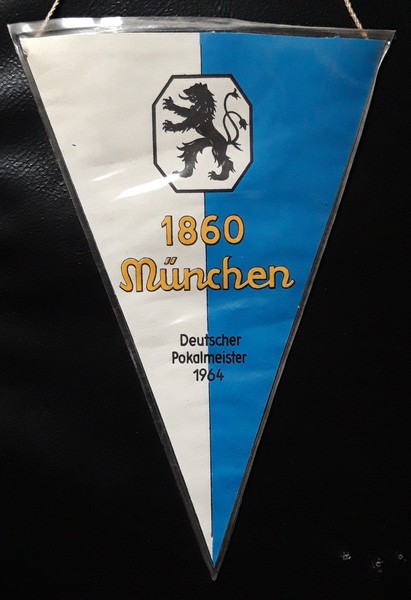 1860
München
Deutscher
Pokalmeister
1964